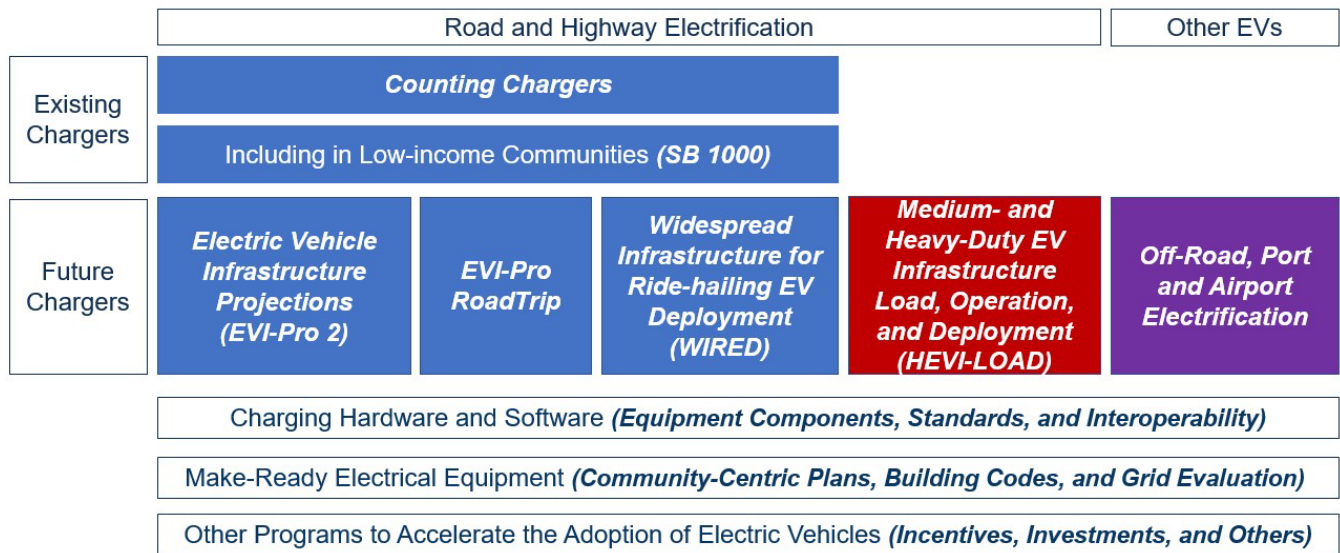 Road and Highway Electrification
Other EVs
Existing
Chargers
Counting Chargers
Including in Low-income Communities (SB 1000)
Future
Chargers
Electric Vehicle
Infrastructure
Projections
(EVI-Pro 2)
EVI-Pro
RoadTrip
Widespread
Infrastructure for
Ride-hailing EV
Deployment
(WIRED)
Medium- and
Heavy-Duty EV
Infrastructure
Load, Operation,
and Deployment
(HEVI-LOAD)
Off-Road, Port
and Airport
Electrification
Charging Hardware and Software (Equipment Components, Standards, and Interoperability)
Make-Ready Electrical Equipment (Community-Centric Plans, Building Codes, and Grid Evaluation)
Other Programs to Accelerate the Adoption of Electric Vehicles (Incentives, Investments, and Others)